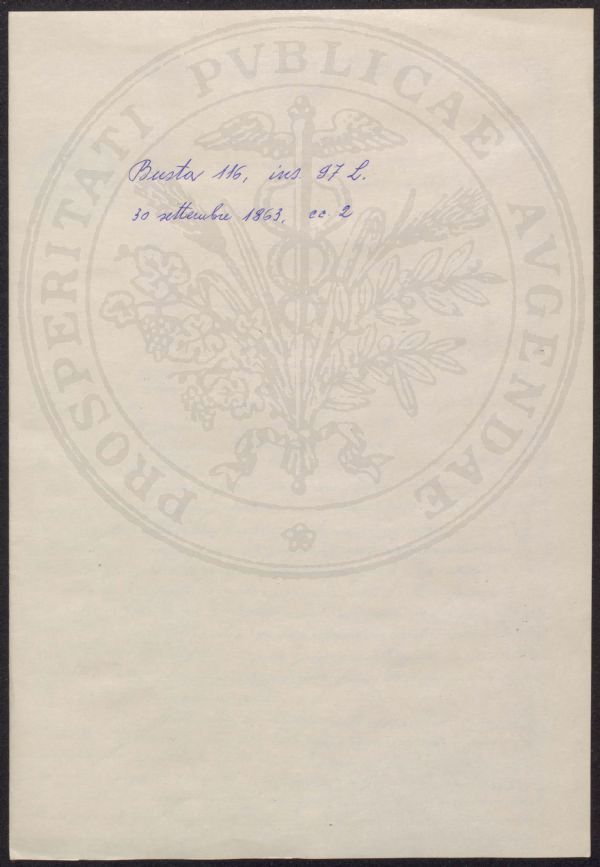 PROSPERITATI PVBLICAE AVGENDAE
Busta 116, ins. 97 L.
30 settembre 1863, cc. 2